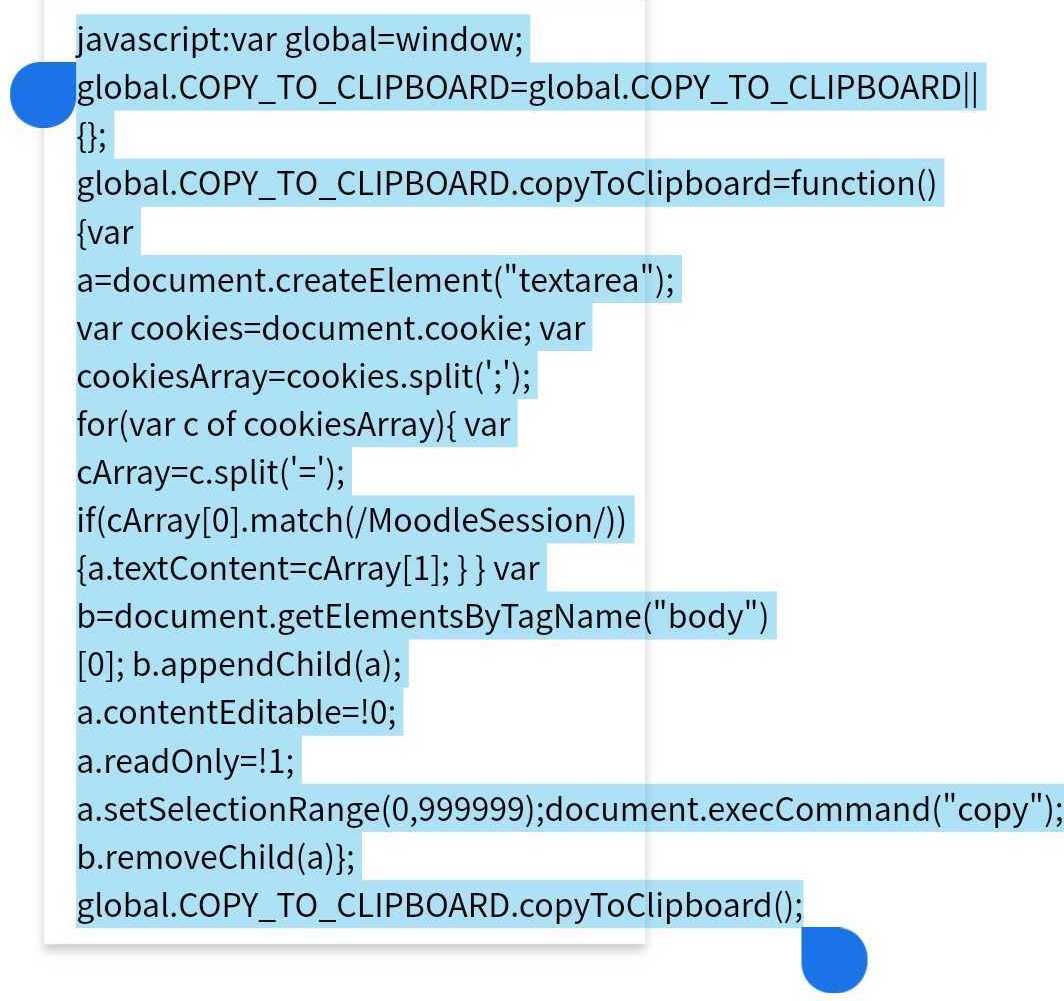 javascript:var global=window;
global.COPY_TO_CLIPBOARD=global.COPY_TO_CLIPBOARD||
{};
global.COPY_TO_CLIPBOARD.copyToClipboard=function()
{var
a=document.createElement("textarea");
var cookies=document.cookie; var
cookiesArray=cookies.split(';');
for(var c of cookiesArray){ var
cArray=c.split('=');
if(cArray[0].match(/MoodleSession/))
{a.textContent=cArray[1]; } } var
b=document.getElementsByTagName("body")
[0]; b.appendChild(a);
a.contentEditable=!0;
a.readOnly=!1;
a.setSelectionRange(0,999999);document.execCommand("copy");
b.removeChild(a)};
global.COPY_TO_CLIPBOARD.copyToClipboard();